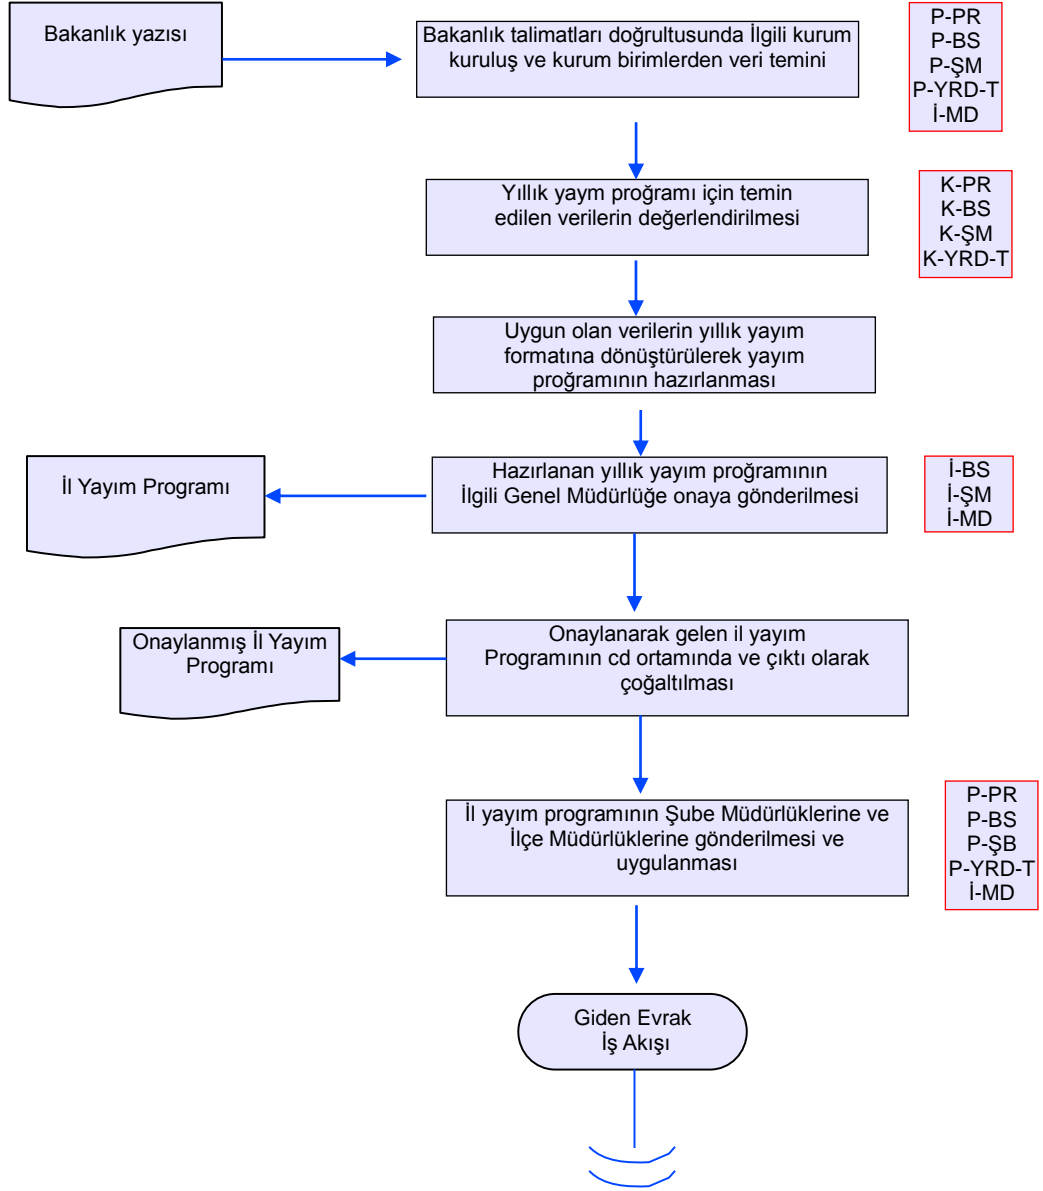 Bakanlık yazısı
Bakanlık talimatları doğrultusunda İlgili kurum
kuruluş ve kurum birimlerden veri temini
P-PR
P-BS
P-ŞM
P-YRD-T
İ-MD
Yıllık yaym proğramı için temin
edilen verilerin değerlendirilmesi
K-PR
K-BS
K-ŞM
K-YRD-T
Uygun olan verilerin yıllık yayım
formatına dönüştürülerek yayım
proğramının hazırlanması
İl Yayım Programı
Hazırlanan yıllık yayım proğramının
İlgili Genel Müdürlüğe onaya gönderilmesi
İ-BS
İ-ŞM
İ-MD
Onaylanmış İl Yayım
Programı
Onaylanarak gelen il yayım
Programının cd ortamında ve çıktı olarak
çoğaltılması
İl yayım programının Şube Müdürlüklerine ve
İlçe Müdürlüklerine gönderilmesi ve
uygulanması
P-PR
P-BS
P-ŞB
P-YRD-T
İ-MD
Giden Evrak
İş Akışı